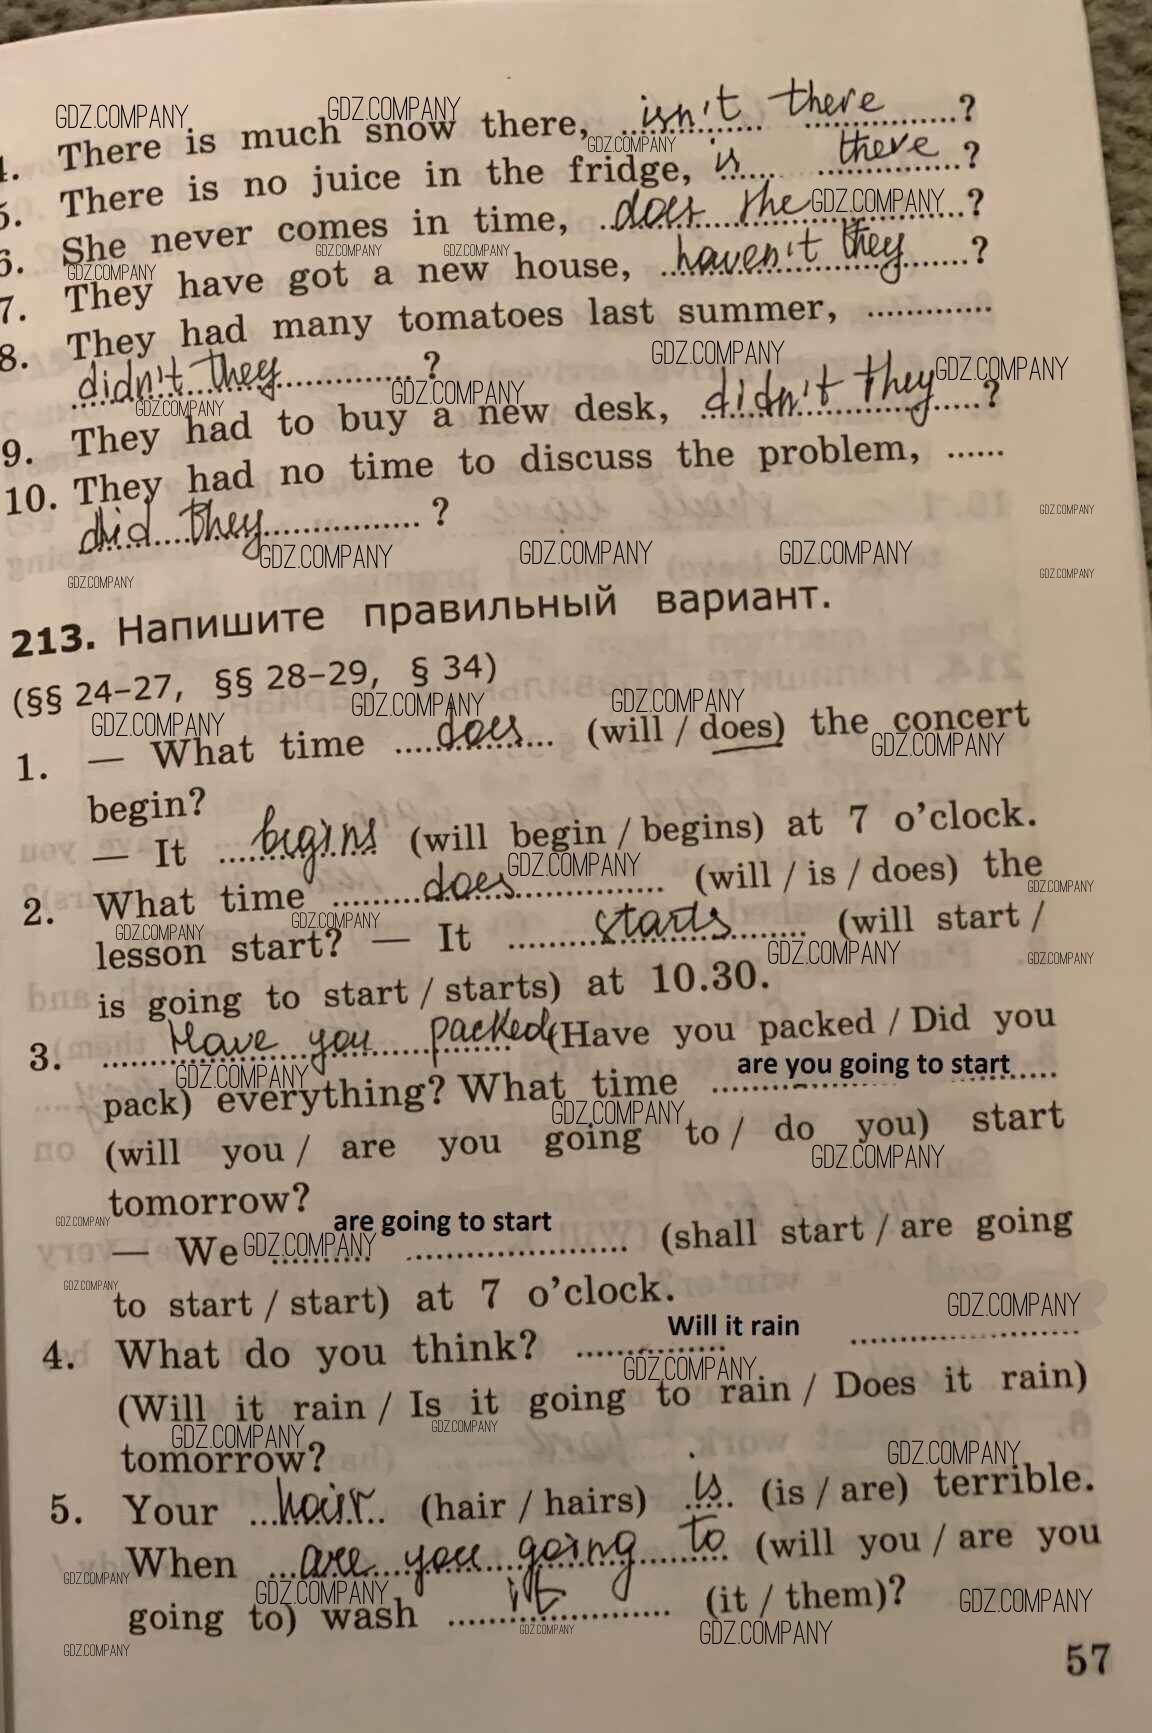 4. There is much snow there, isn't there ?
5. There is no juice in the fridge, is there ?
6. She never comes in time, does she ?
7. They have got a new house, haven't they ?
8. They had many tomatoes last summer,
didn't they ?
9. They had to buy a new desk, didn't they ?
10. They had no time to discuss the problem,
did they ?
213. Напишите правильный вариант.
(§§ 24–27, §§ 28–29, § 34)
1. — What time does (will / does) the concert
begin?
— It begins (will begin / begins) at 7 o'clock.
2. What time does (will / is / does) the
lesson start? — It starts (will start /
is going to start / starts) at 10.30.
3. Have you packed (Have you packed / Did you
pack) everything? What time are you going to start
(will you / are you going to / do you) start
tomorrow?
— We are going to start (shall start / are going
to start / start) at 7 o'clock.
4. What do you think? Will it rain
(Will it rain / Is it going to rain / Does it rain)
tomorrow?
5. Your hair (hair / hairs) is (is / are) terrible.
When are you going to (will you / are you
going to) wash it (it / them)?
57
GDZ.COMPANY